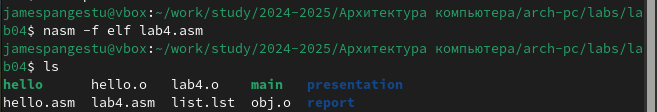 jamespangestu@vbox:~/work/study/2024-2025/Архитектура компьютера/arch-pc/labs/la
b04$ nasm -f elf lab4.asm
jamespangestu@vbox:~/work/study/2024-2025/Архитектура компьютера/arch-pc/labs/la
b04$ ls
hello hello.o lab4.o main presentation
hello.asm lab4.asm list.lst obj.o report